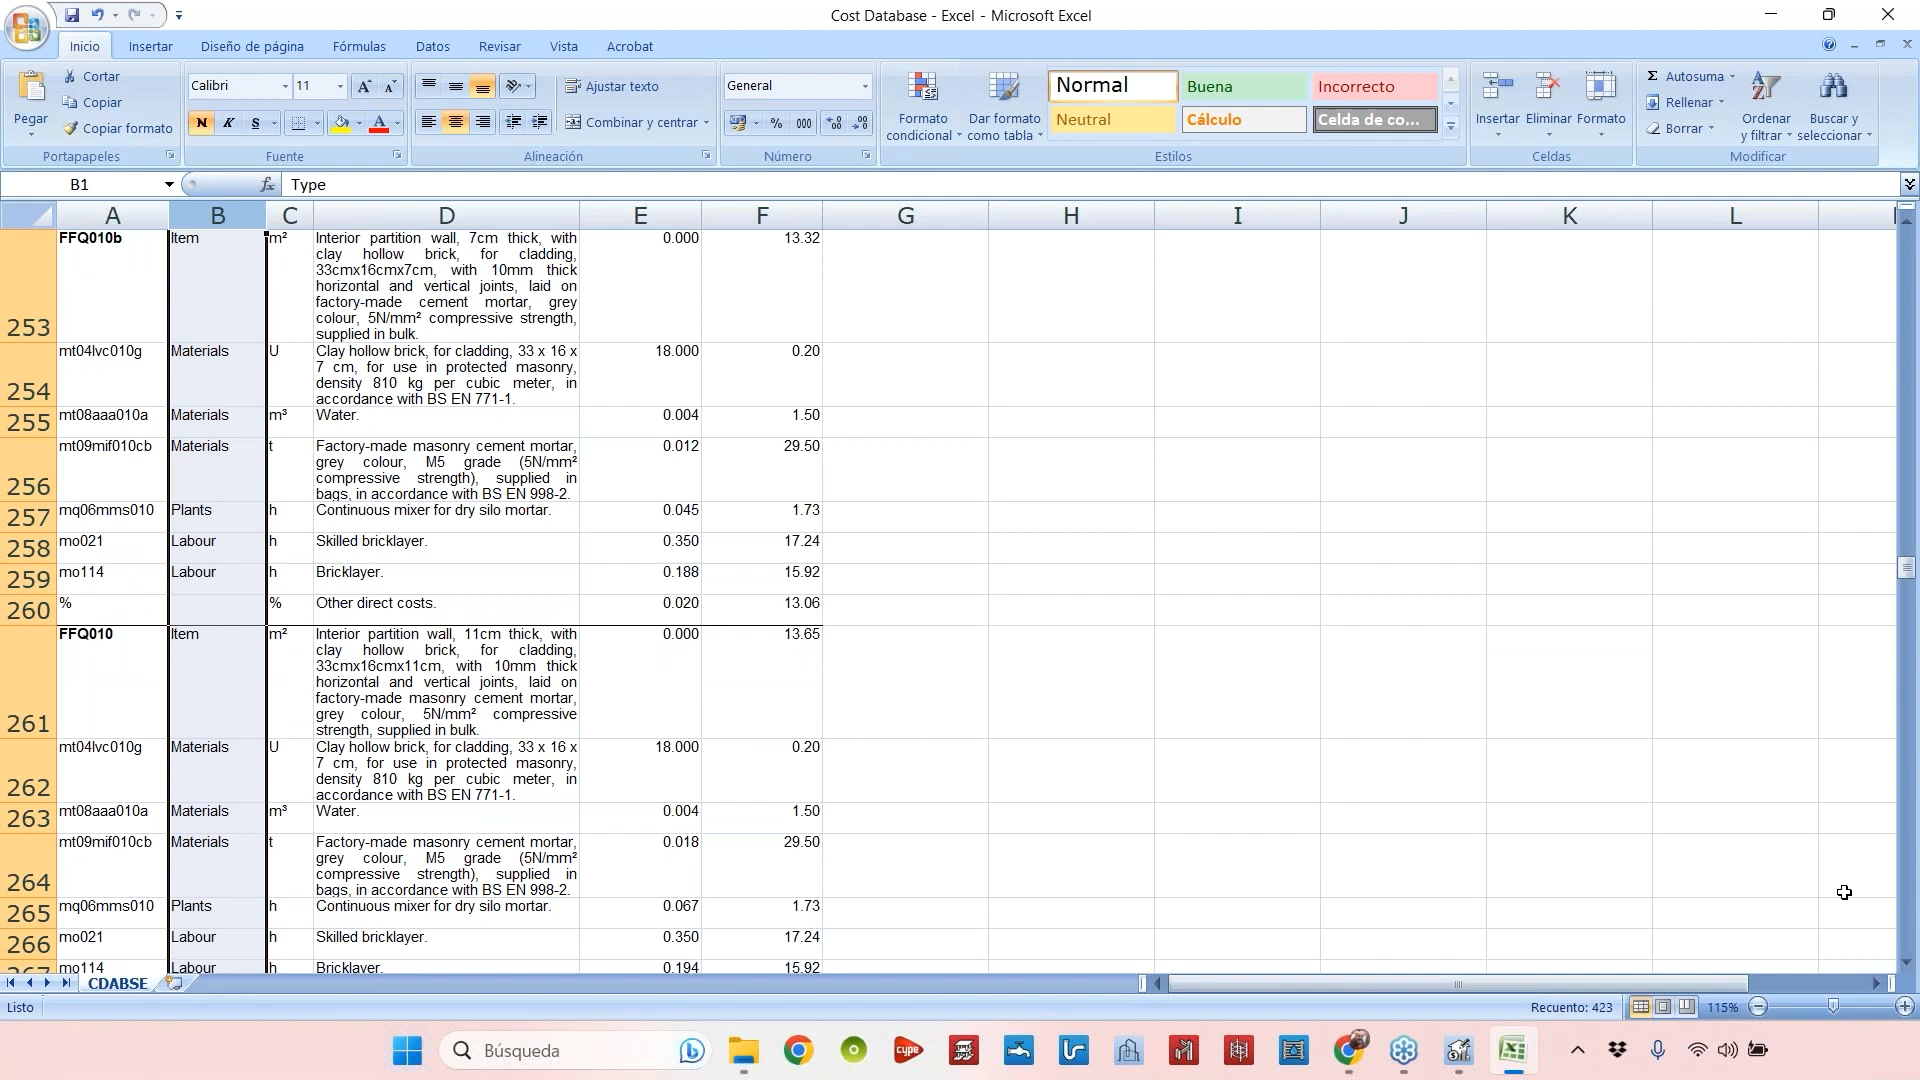 Cost Database - Excel - Microsoft Excel
Inicio Insertar Diseño de página Fórmulas Datos Revisar Vista Acrobat
Pegar
Cortar
Copiar
Copiar formato
Portapapeles
Calibri 11 A A
N K S A
Fuente
Ajustar texto
Combinar y centrar
Alineación
General
% 000
Número
Formato condicional
Dar formato como tabla
Normal Buena Incorrecto
Neutral Cálculo Celda de co...
Estilos
Insertar Eliminar Formato
Celdas
Σ Autosuma
Rellenar
Borrar
Ordenar y filtrar
Buscar y seleccionar
Modificar
B1 fx Type
A B C D E F G H I J K L
253 FFQ010b Item m² Interior partition wall, 7cm thick, with 0.000 13.32
clay hollow brick, for cladding,
33cmx16cmx7cm, with 10mm thick
horizontal and vertical joints, laid on
factory-made cement mortar, grey
colour, 5N/mm² compressive strength,
supplied in bulk.
254 mt04lvc010g Materials U Clay hollow brick, for cladding, 33 x 16 x 18.000 0.20
7 cm, for use in protected masonry,
density 810 kg per cubic meter, in
accordance with BS EN 771-1.
255 mt08aaa010a Materials m³ Water. 0.004 1.50
256 mt09mif010cb Materials t Factory-made masonry cement mortar, 0.012 29.50
grey colour, M5 grade (5N/mm²
compressive strength), supplied in
bags, in accordance with BS EN 998-2.
257 mq06mms010 Plants h Continuous mixer for dry silo mortar. 0.045 1.73
258 mo021 Labour h Skilled bricklayer. 0.350 17.24
259 mo114 Labour h Bricklayer. 0.188 15.92
260 % % Other direct costs. 0.020 13.06
261 FFQ010 Item m² Interior partition wall, 11cm thick, with 0.000 13.65
clay hollow brick, for cladding,
33cmx16cmx11cm, with 10mm thick
horizontal and vertical joints, laid on
factory-made masonry cement mortar,
grey colour, 5N/mm² compressive
strength, supplied in bulk.
262 mt04lvc010g Materials U Clay hollow brick, for cladding, 33 x 16 x 18.000 0.20
7 cm, for use in protected masonry,
density 810 kg per cubic meter, in
accordance with BS EN 771-1.
263 mt08aaa010a Materials m³ Water. 0.004 1.50
264 mt09mif010cb Materials t Factory-made masonry cement mortar, 0.018 29.50
grey colour, M5 grade (5N/mm²
compressive strength), supplied in
bags, in accordance with BS EN 998-2.
265 mq06mms010 Plants h Continuous mixer for dry silo mortar. 0.067 1.73
266 mo021 Labour h Skilled bricklayer. 0.350 17.24
267 mo114 Labour h Bricklayer. 0.194 15.92
CDABSE
Listo Recuento: 423 115%
Búsqueda cype